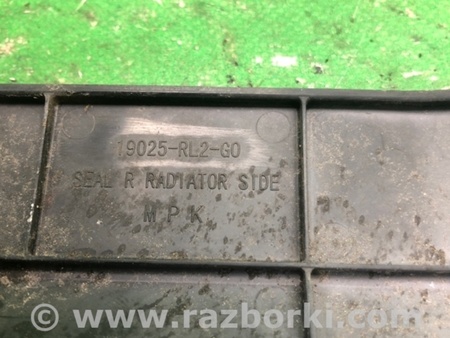 19025-RL2-G0
SEAL R RADIATOR SIDE
M P K
© www.razborki.com